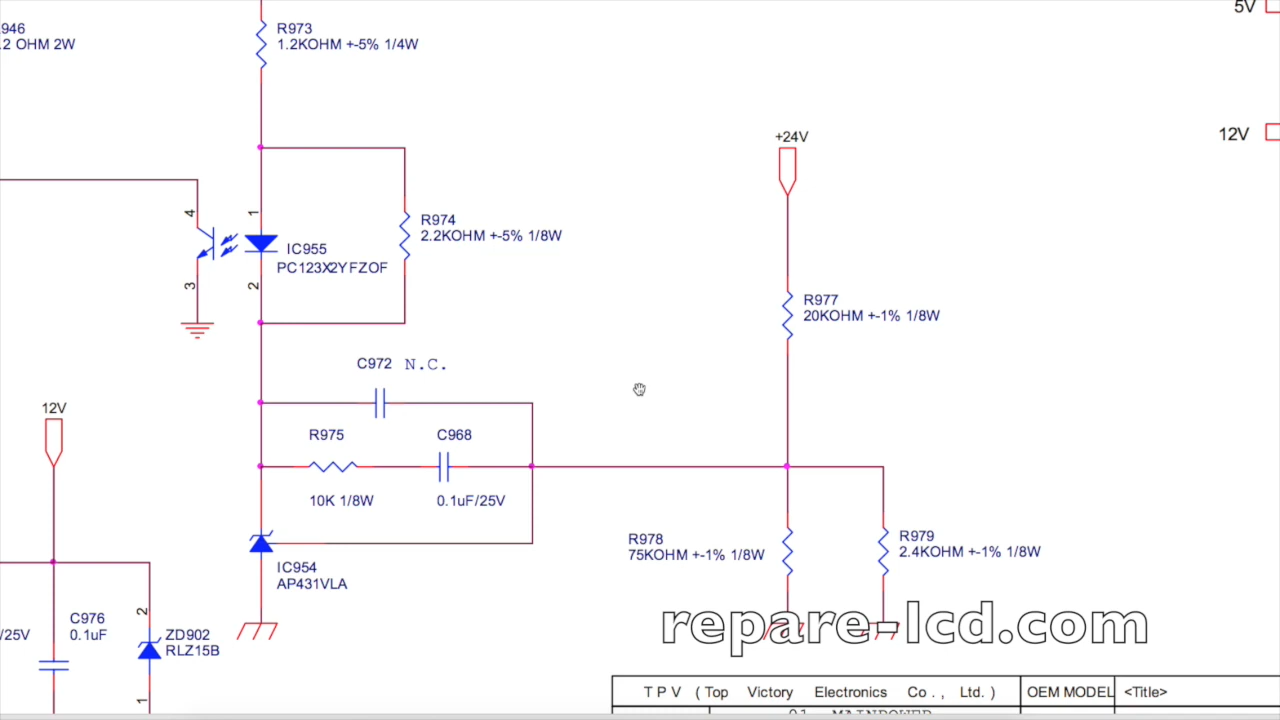 5V
946
.2 OHM 2W
R973
1.2KOHM +-5% 1/4W
12V
+24V
4
1
R974
2.2KOHM +-5% 1/8W
IC955
PC123X2YFZOF
3
2
R977
20KOHM +-1% 1/8W
C972 N.C.
12V
R975
C968
10K 1/8W
0.1uF/25V
R978
75KOHM +-1% 1/8W
R979
2.4KOHM +-1% 1/8W
IC954
AP431VLA
2
C976
0.1uF
/25V
ZD902
RLZ15B
1
repare-lcd.com
T P V ( Top Victory Electronics Co . , Ltd. )
OEM MODEL
<Title>